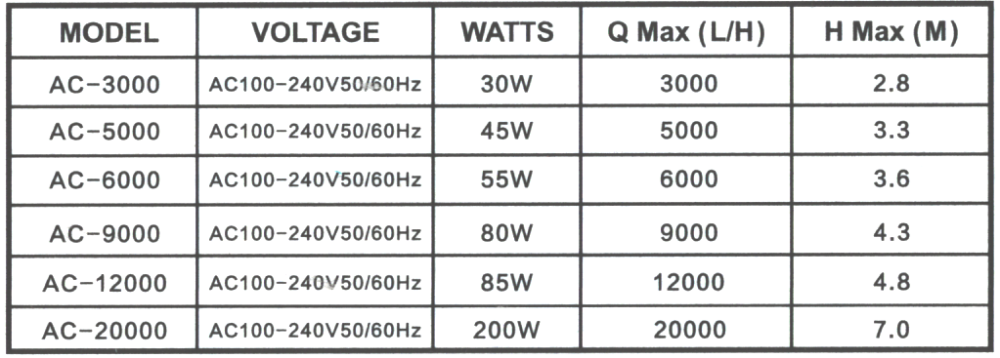 MODEL VOLTAGE WATTS Q Max (L/H) H Max (M)
AC-3000 AC100-240V50/60Hz 30W 3000 2.8
AC-5000 AC100-240V50/60Hz 45W 5000 3.3
AC-6000 AC100-240V50/60Hz 55W 6000 3.6
AC-9000 AC100-240V50/60Hz 80W 9000 4.3
AC-12000 AC100-240V50/60Hz 85W 12000 4.8
AC-20000 AC100-240V50/60Hz 200W 20000 7.0